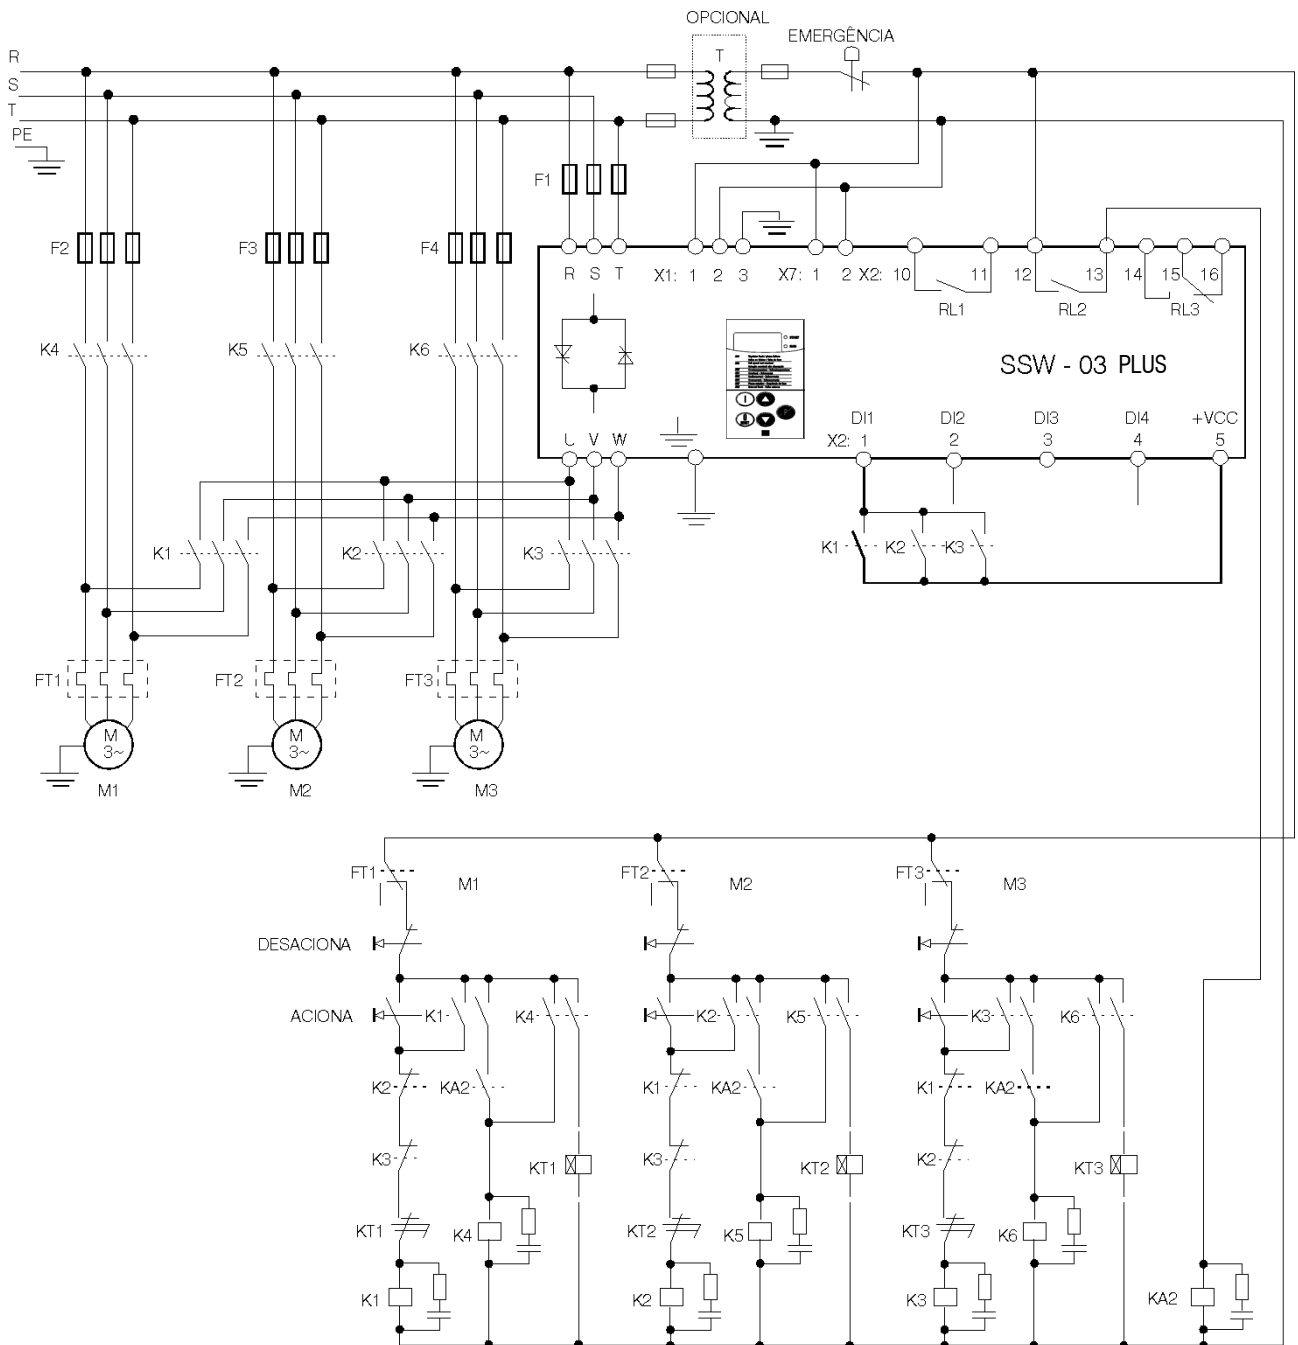 OPCIONAL
EMERGÊNCIA
R
S
T
PE
T
F1
F2
F3
F4
R S T
X1: 1 2 3
X7: 1 2
X2: 10 11 12 13 14 15 16
RL1
RL2
RL3
K4
K5
K6
SSW - 03 PLUS
DI1
DI2
DI3
DI4
+VCC
U V W
X2: 1 2 3 4 5
K1
K2
K3
K1
K2
K3
FT1
FT2
FT3
M
3~
M
3~
M
3~
M1
M2
M3
FT1
M1
FT2
M2
FT3
M3
DESACIONA
ACIONA
K1
K4
K2
K5
K3
K6
K2
KA2
K1
KA2
K1
KA2
K3
KT1
K3
KT2
K2
KT3
KT1
K4
KT2
K5
KT3
K6
K1
K2
K3
KA2